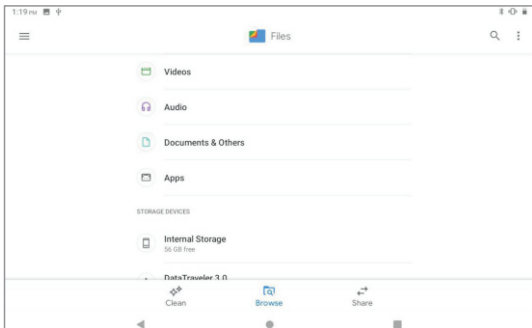 1:19 PM
Files
Videos
Audio
Documents & Others
Apps
STORAGE DEVICES
Internal Storage
56 GB free
DataTraveler 3.0
Clean
Browse
Share